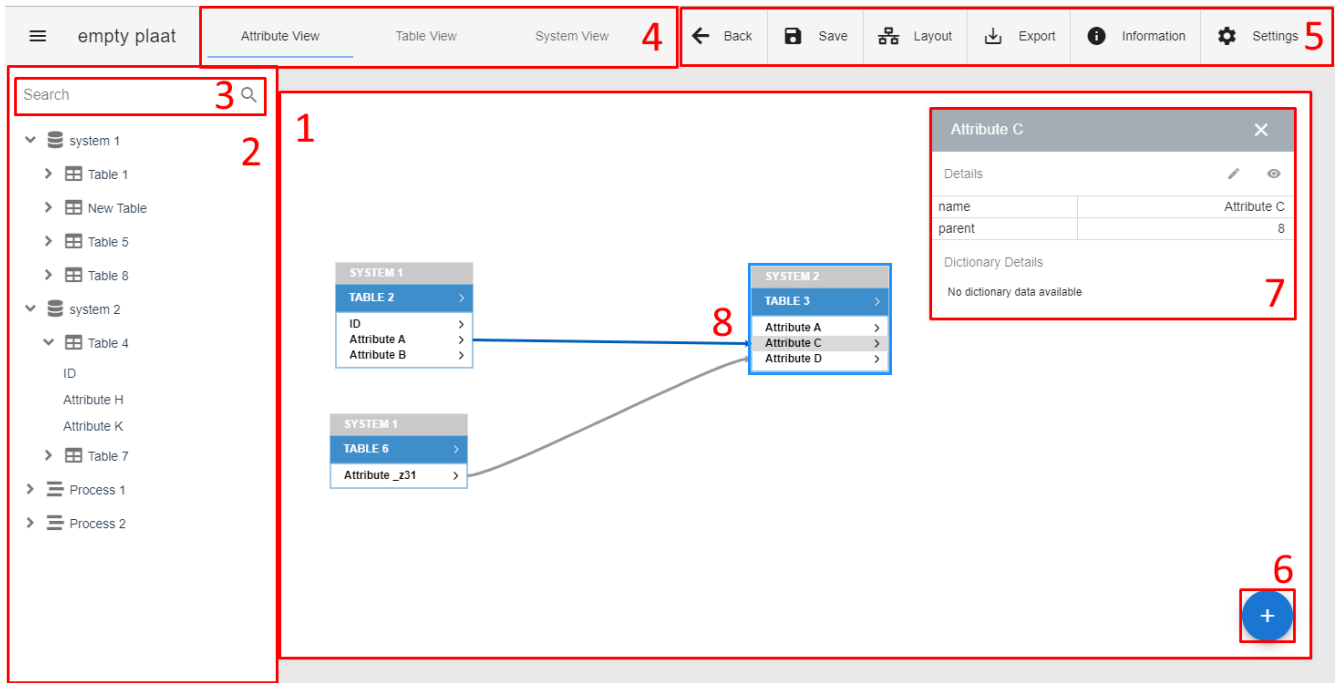 empty plaat
Attribute View Table View System View 4
Back Save Layout Export Information Settings 5
Search 3
2
system 1
Table 1
New Table
Table 5
Table 8
system 2
Table 4
ID
Attribute H
Attribute K
Table 7
Process 1
Process 2
1
SYSTEM 1
TABLE 2
ID
Attribute A
Attribute B
SYSTEM 1
TABLE 6
Attribute _z31
8
SYSTEM 2
TABLE 3
Attribute A
Attribute C
Attribute D
Attribute C
Details
name Attribute C
parent 8
Dictionary Details
No dictionary data available
7
6
+